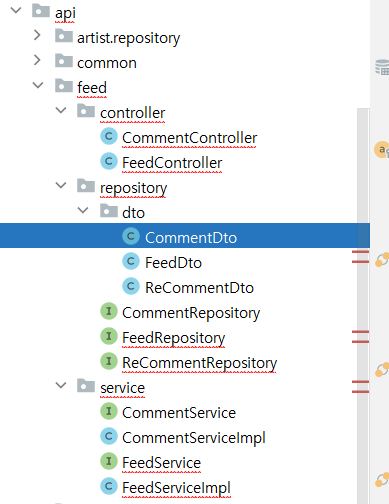 api
artist.repository
common
feed
controller
CommentController
FeedController
repository
dto
CommentDto
FeedDto
ReCommentDto
CommentRepository
FeedRepository
ReCommentRepository
service
CommentService
CommentServiceImpl
FeedService
FeedServiceImpl